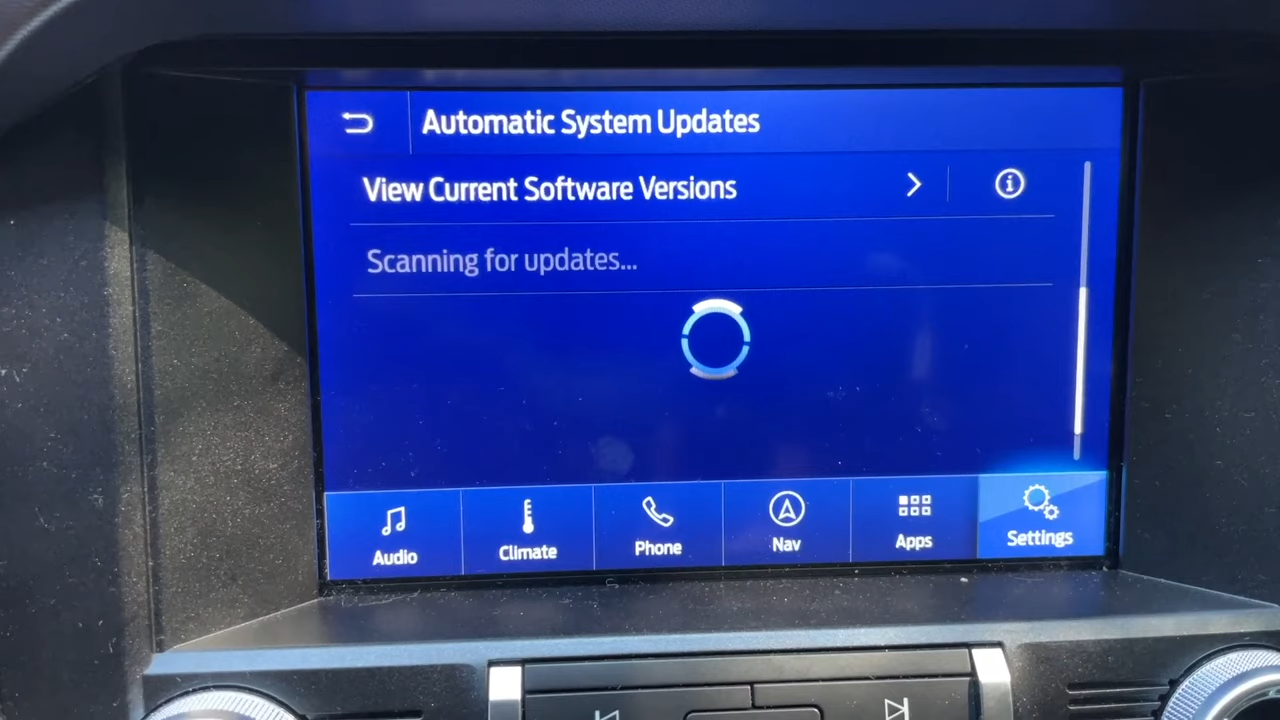 Automatic System Updates
View Current Software Versions
Scanning for updates...
Audio
Climate
Phone
Nav
Apps
Settings